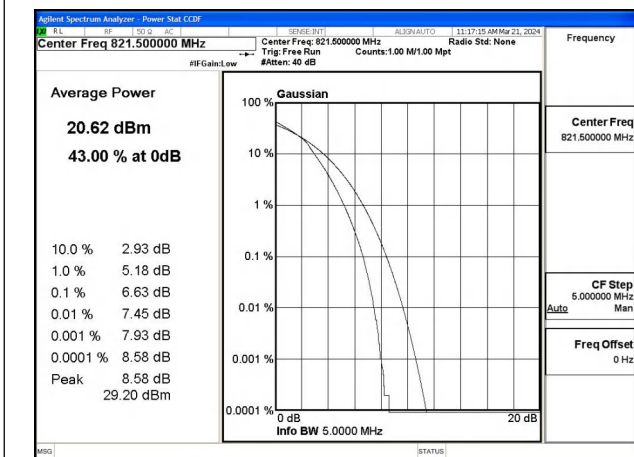 Agilent Spectrum Analyzer - Power Stat CCDF
RL RF 50 Ω AC SENSE:INT ALIGN AUTO 11:17:15 AM Mar 21, 2024
Center Freq 821.500000 MHz
Center Freq: 821.500000 MHz Radio Std: None
Trig: Free Run Counts:1.00 M/1.00 Mpt
#IFGain:Low #Atten: 40 dB
Frequency
Average Power
20.62 dBm
43.00 % at 0dB
10.0 % 2.93 dB
1.0 % 5.18 dB
0.1 % 6.63 dB
0.01 % 7.45 dB
0.001 % 7.93 dB
0.0001 % 8.58 dB
Peak 8.58 dB
29.20 dBm
Gaussian
100 %
10 %
1 %
0.1 %
0.01 %
0.001 %
0.0001 %
0 dB 20 dB
Info BW 5.0000 MHz
Center Freq
821.500000 MHz
CF Step
5.000000 MHz
Auto Man
Freq Offset
0 Hz
MSG STATUS